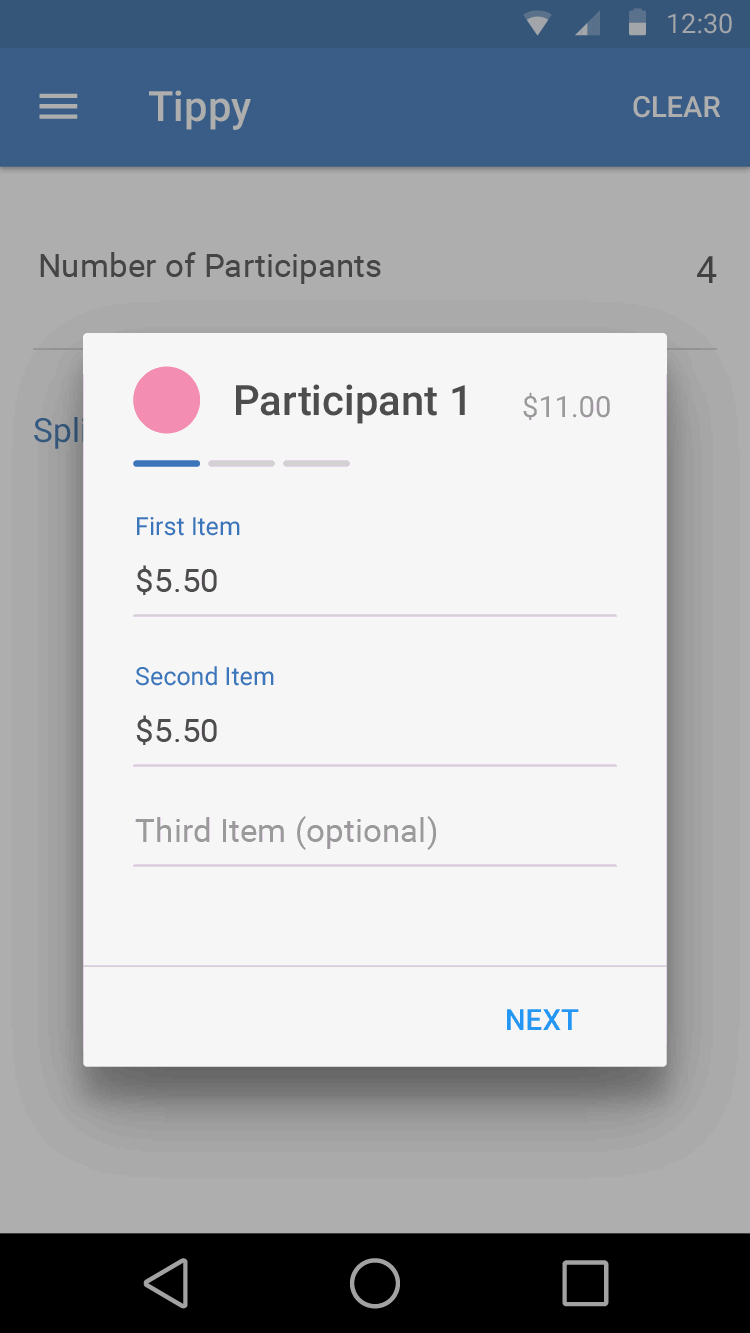 12:30
Tippy
CLEAR
Number of Participants
4
Participant 1
$11.00
Spli
First Item
$5.50
Second Item
$5.50
Third Item (optional)
NEXT